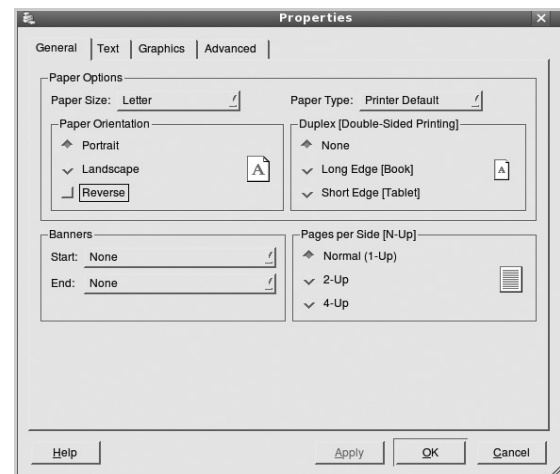 Properties
General Text Graphics Advanced
Paper Options
Paper Size: Letter
Paper Type: Printer Default
Paper Orientation
Portrait
Landscape
Reverse
A
Duplex [Double-Sided Printing]
None
Long Edge [Book]
Short Edge [Tablet]
A
Banners
Start: None
End: None
Pages per Side [N-Up]
Normal (1-Up)
2-Up
4-Up
Help Apply OK Cancel